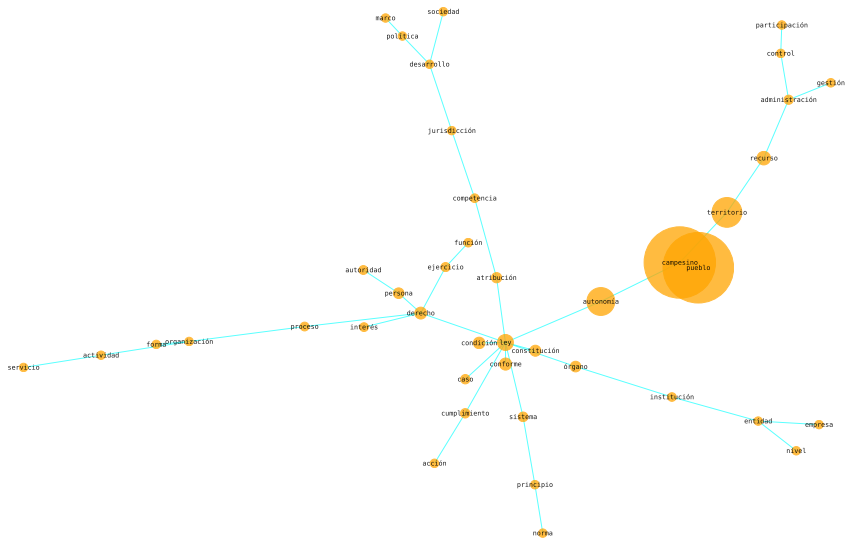 sociedad
marco
participación
política
control
desarrollo
gestión
administración
jurisdicción
recurso
competencia
territorio
función
campesino
pueblo
autoridad
ejercicio
atribución
persona
autonomía
derecho
proceso
interés
organización
forma
condición
ley
constitución
actividad
conforme
servicio
órgano
caso
institución
cumplimiento
sistema
entidad
empresa
nivel
acción
principio
norma